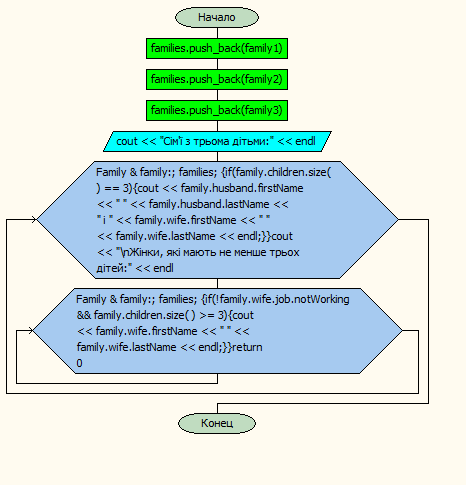 Начало
families.push_back(family1)
families.push_back(family2)
families.push_back(family3)
cout << "Сім'ї з трьома дітьми:" << endl
Family & family:; families; {if(family.children.size(
) == 3){cout << family.husband.firstName
<< " " << family.husband.lastName <<
" і " << family.wife.firstName << " "
<< family.wife.lastName << endl;}}cout
<< "\nЖінки, які мають не менше трьох
дітей:" << endl
Family & family:; families; {if(!family.wife.job.notWorking
&& family.children.size( ) >= 3){cout
<< family.wife.firstName << " " <<
family.wife.lastName << endl;}}return
0
Конец